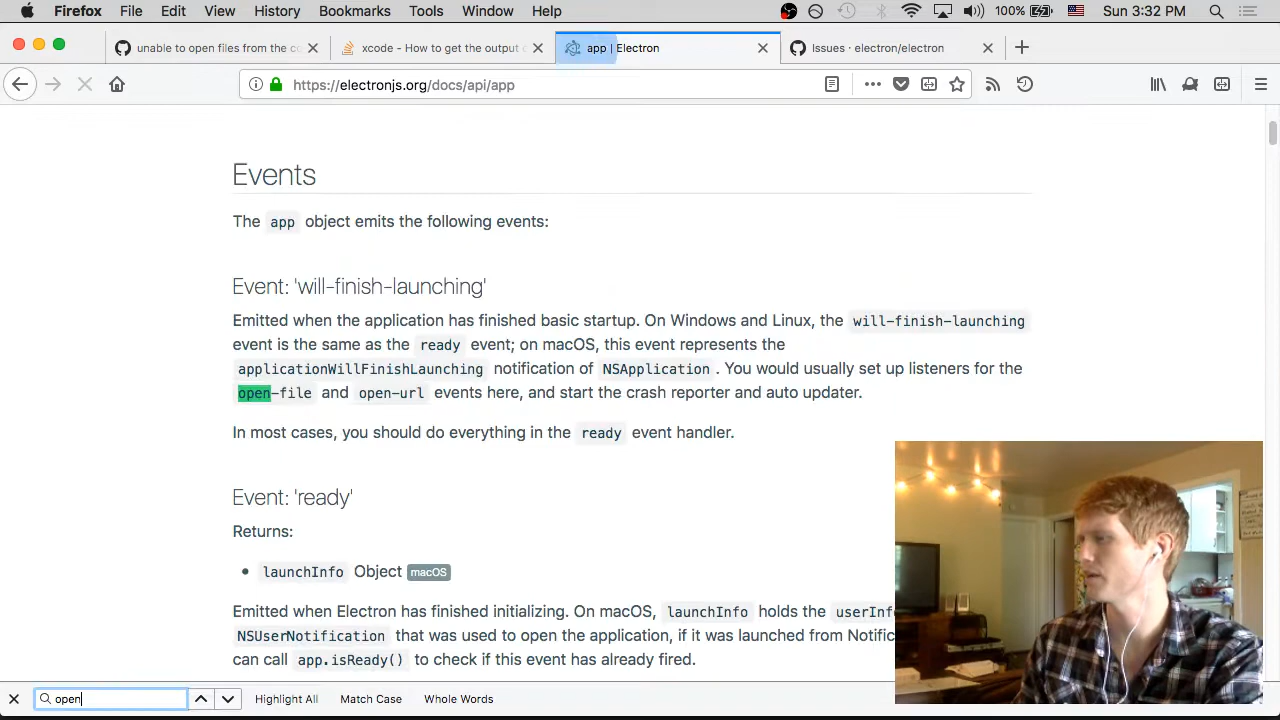 Firefox File Edit View History Bookmarks Tools Window Help 100% Sun 3:32 PM
unable to open files from the co
xcode - How to get the output o
app | Electron
Issues · electron/electron
https://electronjs.org/docs/api/app
Events
The app object emits the following events:
Event: 'will-finish-launching'
Emitted when the application has finished basic startup. On Windows and Linux, the will-finish-launching
event is the same as the ready event; on macOS, this event represents the
applicationWillFinishLaunching notification of NSApplication. You would usually set up listeners for the
open-file and open-url events here, and start the crash reporter and auto updater.
In most cases, you should do everything in the ready event handler.
Event: 'ready'
Returns:
• launchInfo Object macOS
Emitted when Electron has finished initializing. On macOS, launchInfo holds the userInfo
NSUserNotification that was used to open the application, if it was launched from Notific
can call app.isReady() to check if this event has already fired.
open
Highlight All Match Case Whole Words